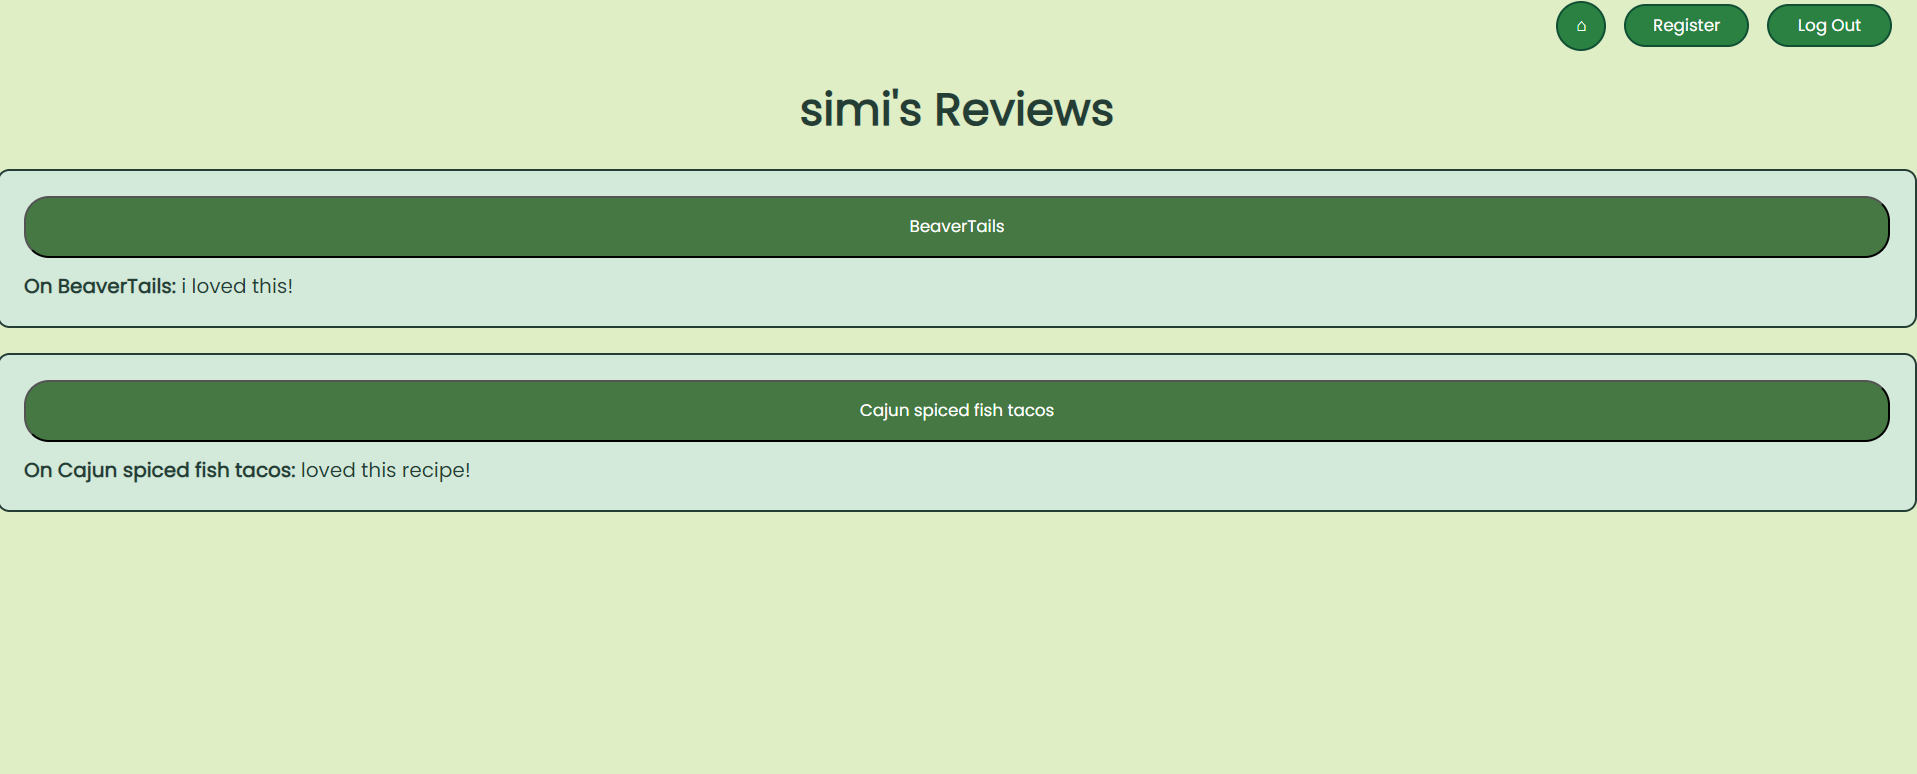 ⌂ Register Log Out
simi's Reviews
BeaverTails
On BeaverTails: i loved this!
Cajun spiced fish tacos
On Cajun spiced fish tacos: loved this recipe!